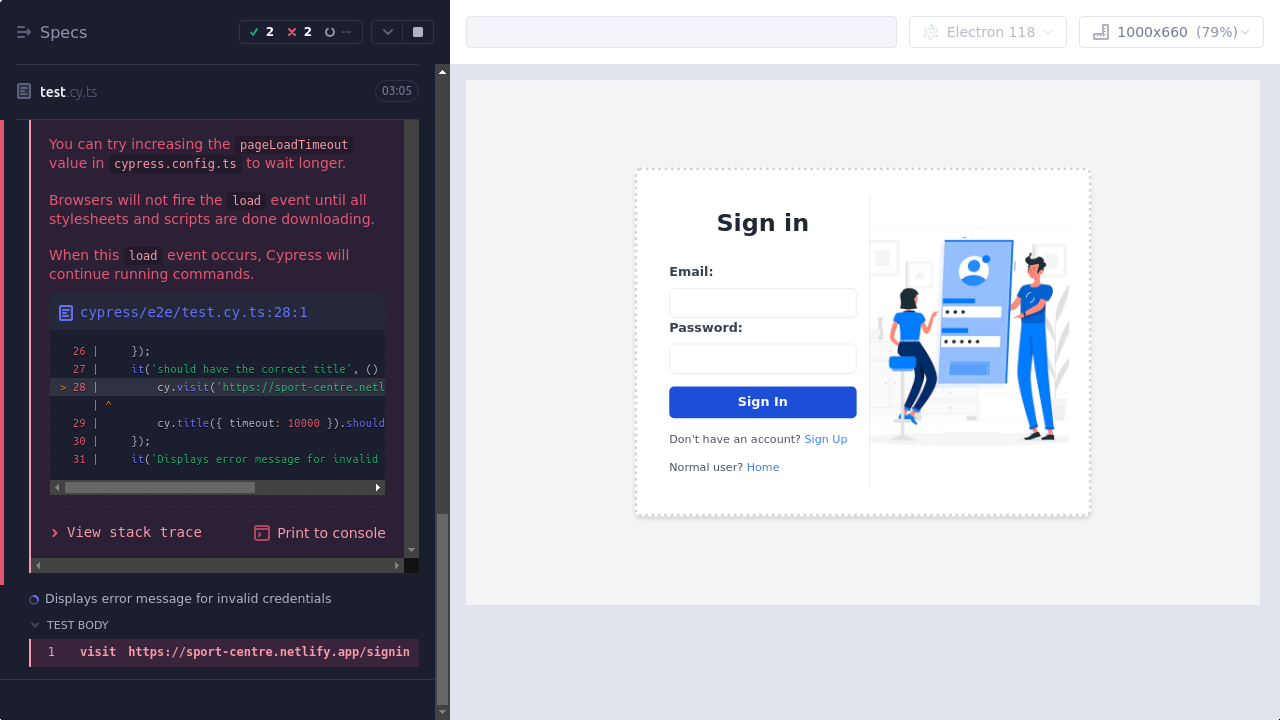 Specs
2
2
--
Electron 118
1000x660 (79%)
test.cy.ts
03:05
You can try increasing the pageLoadTimeout
value in cypress.config.ts to wait longer.
Browsers will not fire the load event until all
stylesheets and scripts are done downloading.
When this load event occurs, Cypress will
continue running commands.
cypress/e2e/test.cy.ts:28:1
26 | });
27 | it('should have the correct title', ()
> 28 | cy.visit('https://sport-centre.netl
| ^
29 | cy.title({ timeout: 10000 }).should
30 | });
31 | it('Displays error message for invalid
View stack trace
Print to console
Displays error message for invalid credentials
TEST BODY
1 visit https://sport-centre.netlify.app/signin
Sign in
Email:
Password:
Sign In
Don't have an account? Sign Up
Normal user? Home